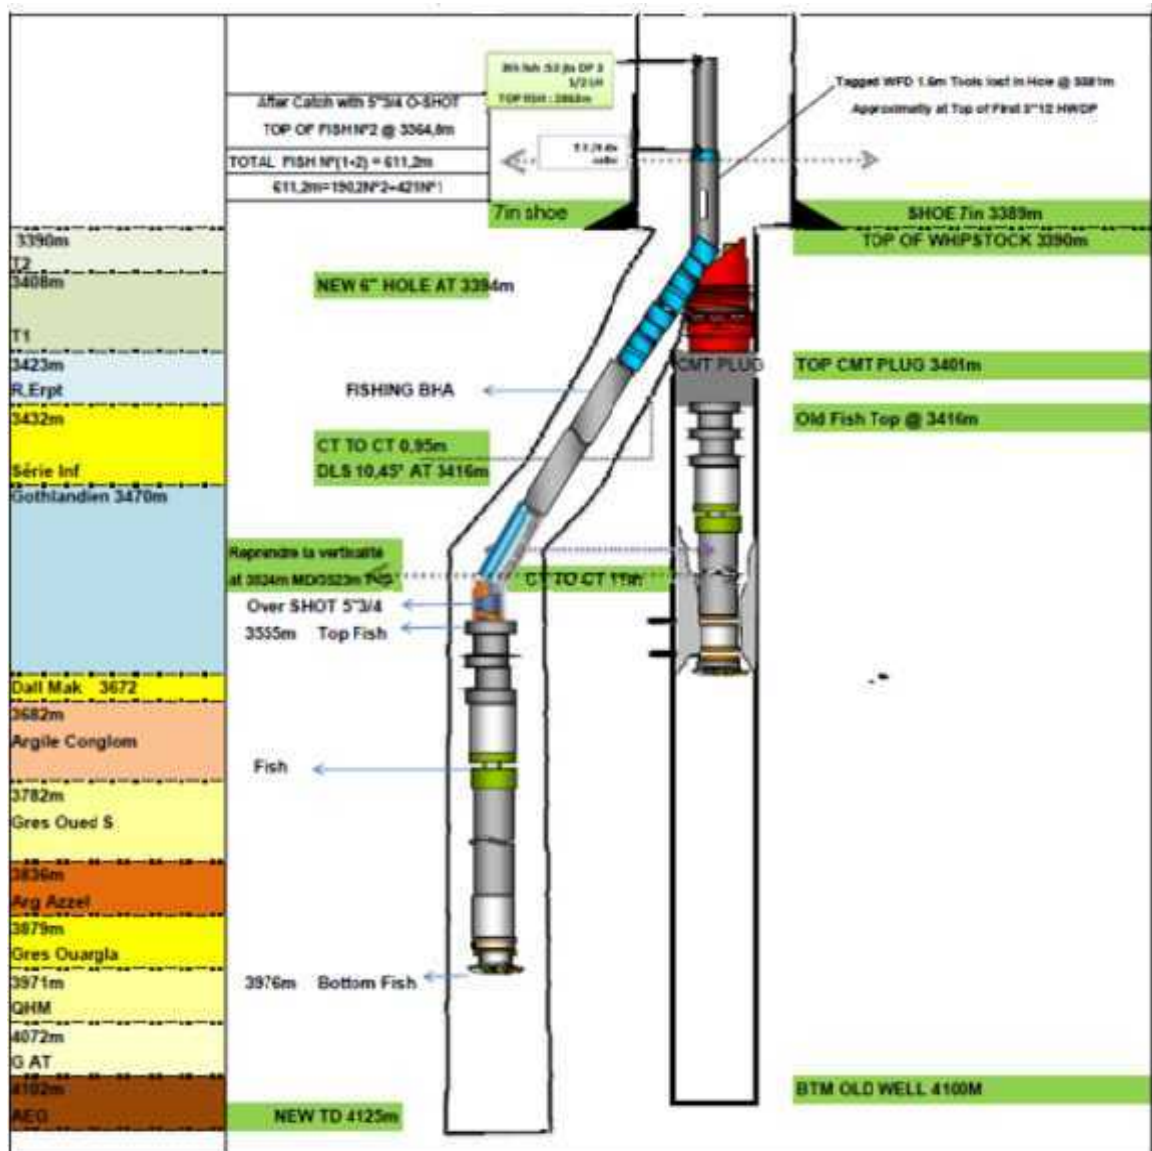 After Catch with 5"3/4 O-SHOT
TOP OF FISH N°2 @ 3364,8m
TOTAL FISH N°(1+2) = 611,2m
611,2m=190,2N°2+421N°1
TOP FISH :
Tagged WFD 1.6m Tools lost in Hole @
Approximatly at Top of First 3"1/2 HWDP
7in shoe
SHOE 7in 3389m
TOP OF WHIPSTOCK 3390m
3390m
T2
3408m
T1
NEW 6" HOLE AT 3394m
3423m
R.Erpt
CMT PLUG
TOP CMT PLUG 3401m
FISHING BHA
3432m
Série Inf
Old Fish Top @ 3416m
CT TO CT 0,95m
DLS 10,45° AT 3416m
Gothlandien 3470m
Reprendre la verticalité
at
CT TO CT
Over SHOT 5"3/4
3555m Top Fish
Dall Mak 3672
3682m
Argile Conglom
Fish
3782m
Gres Oued S
3836m
Arg Azzel
3879m
Gres Ouargla
3971m
QHM
3976m Bottom Fish
4072m
G AT
4102m
AEG
BTM OLD WELL 4100M
NEW TD 4125m